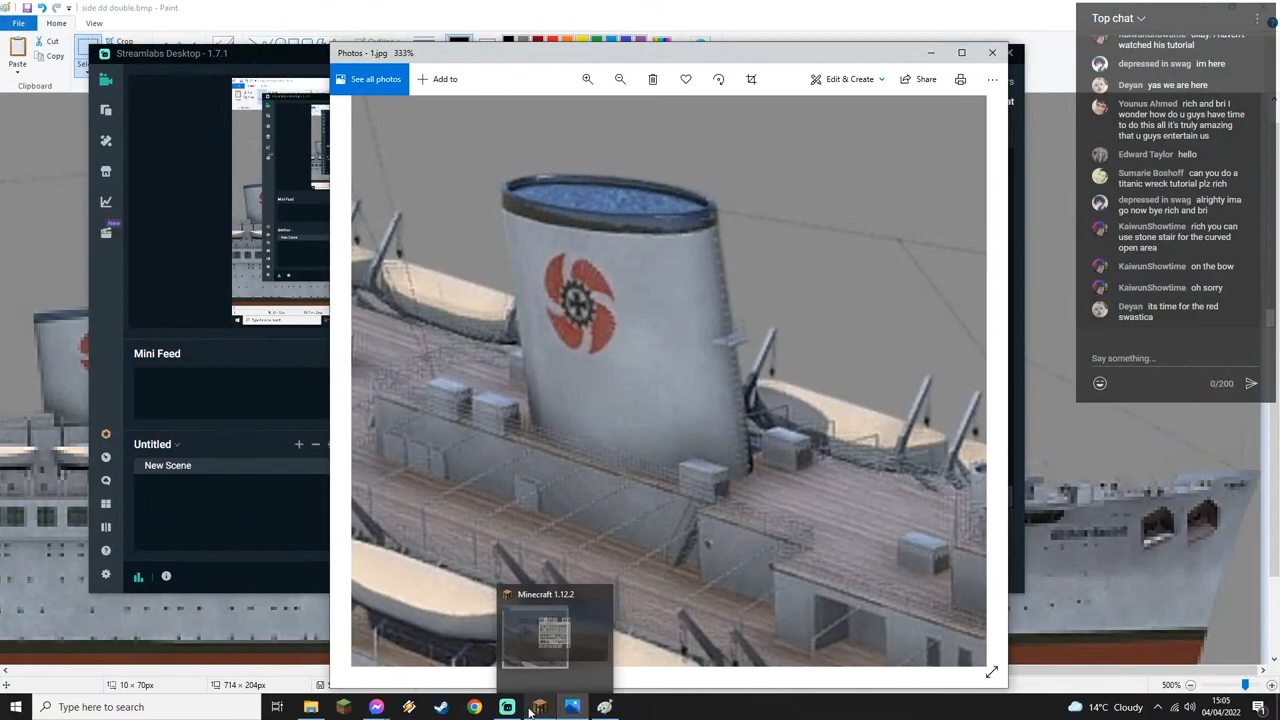 side dd double.bmp - Paint
File
Home
View
Cut
Copy
Paste
Clipboard
Streamlabs Desktop - 1.7.1
New
Mini Feed
Untitled
New Scene
Photos - 1.jpg 333%
See all photos
Add to
Edit & Create
Share
Top chat
watched his tutorial
depressed in swag im here
Deyan yas we are here
Younus Ahmed rich and bri I
wonder how do u guys have time
to do this all it's truly amazing
that u guys entertain us
Edward Taylor hello
Sumarie Boshoff can you do a
titanic wreck tutorial plz rich
depressed in swag alrighty ima
go now bye rich and bri
KaiwunShowtime rich you can
use stone stair for the curved
open area
KaiwunShowtime on the bow
KaiwunShowtime oh sorry
Deyan its time for the red
swastica
Say something...
0/200
Minecraft 1.12.2
10 × 70px
714 × 204px
500%
Type here to search
14°C Cloudy
15:05
04/04/2022